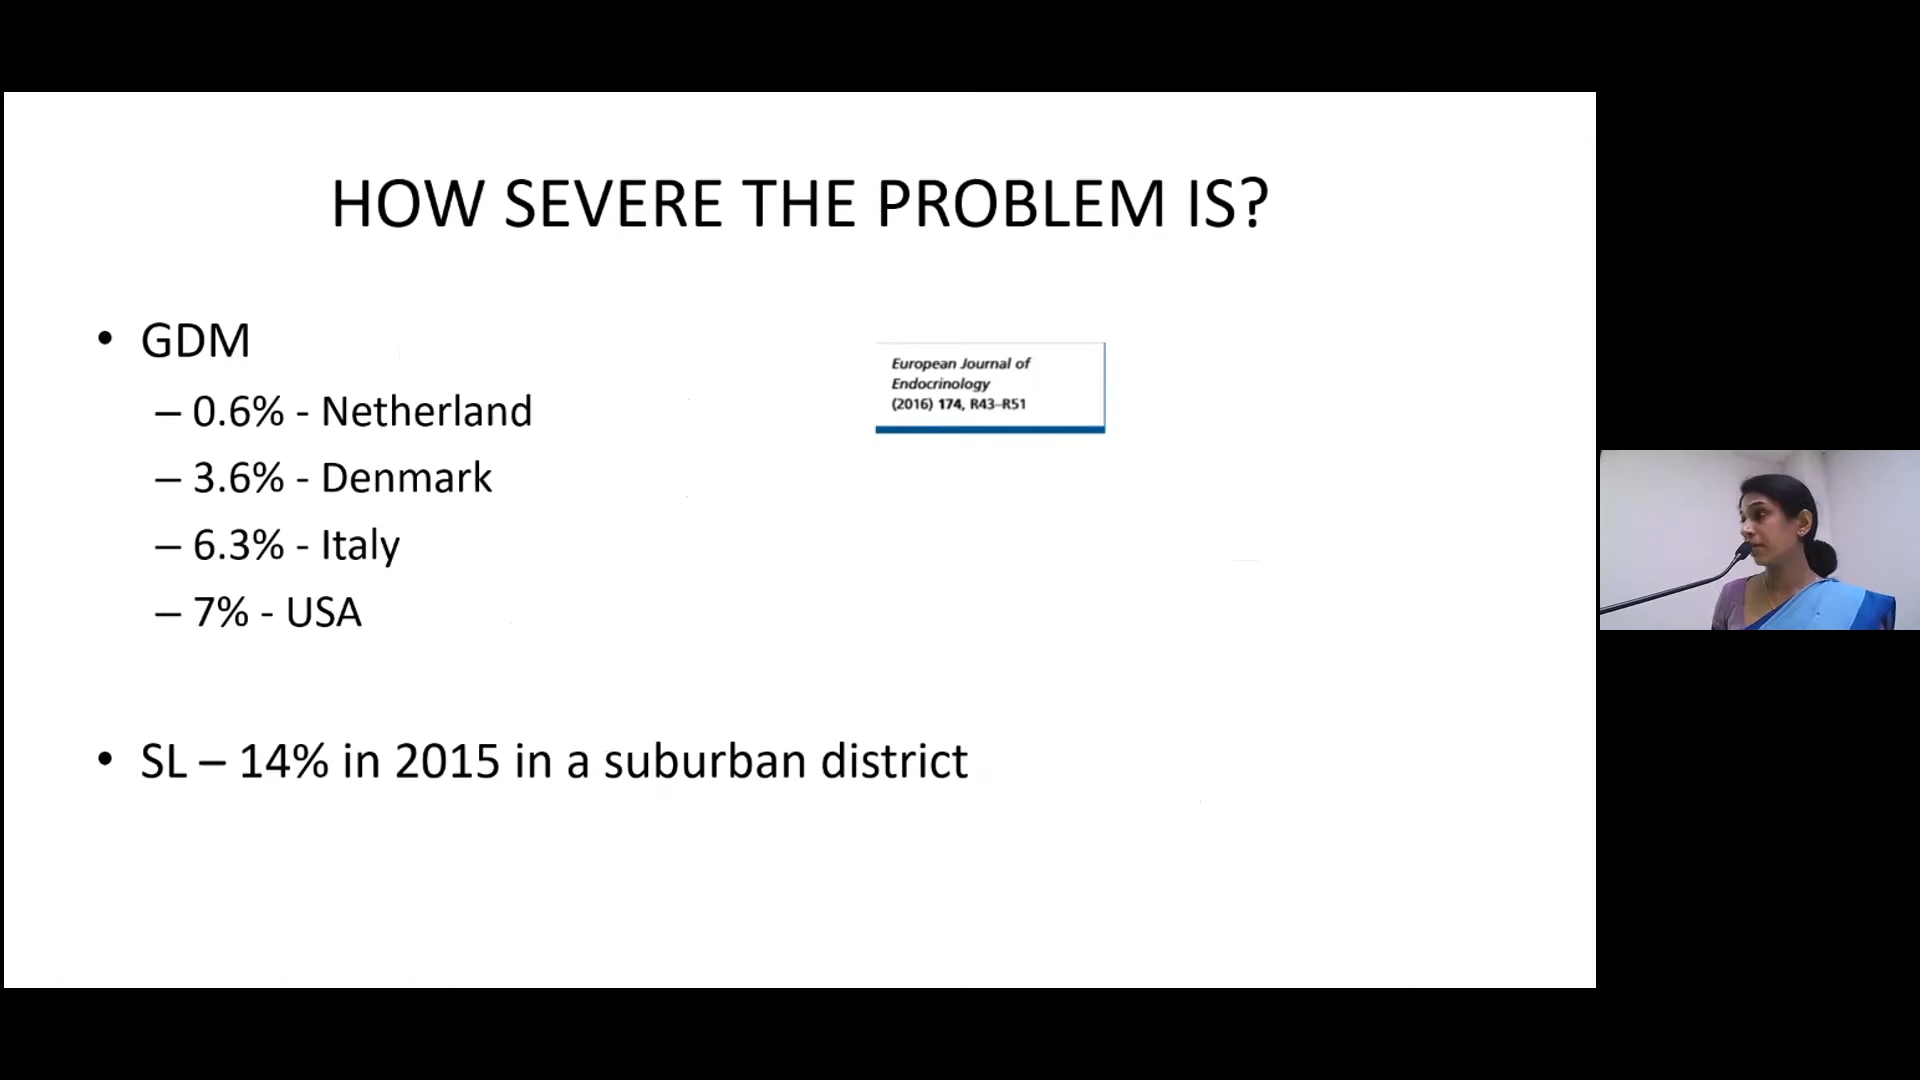 HOW SEVERE THE PROBLEM IS?
• GDM
– 0.6% - Netherland
– 3.6% - Denmark
– 6.3% - Italy
– 7% - USA
European Journal of
Endocrinology
(2016) 174, R43–R51
• SL – 14% in 2015 in a suburban district